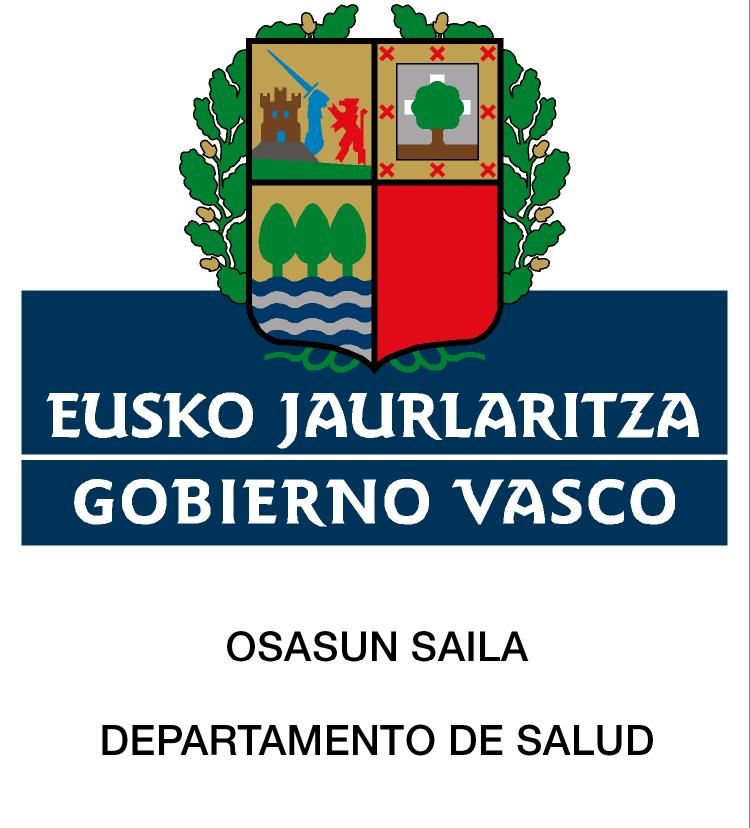 EUSKO JAURLARITZA
GOBIERNO VASCO
OSASUN SAILA
DEPARTAMENTO DE SALUD